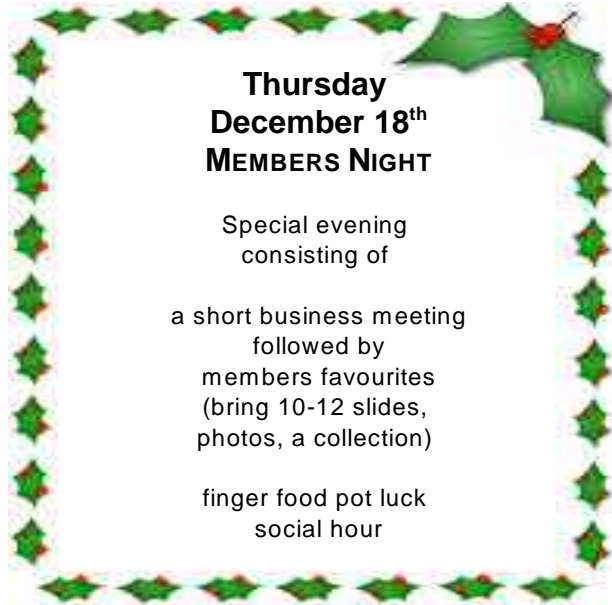 Thursday
December 18th
MEMBERS NIGHT
Special evening
consisting of
a short business meeting
followed by
members favourites
(bring 10-12 slides,
photos, a collection)
finger food pot luck
social hour